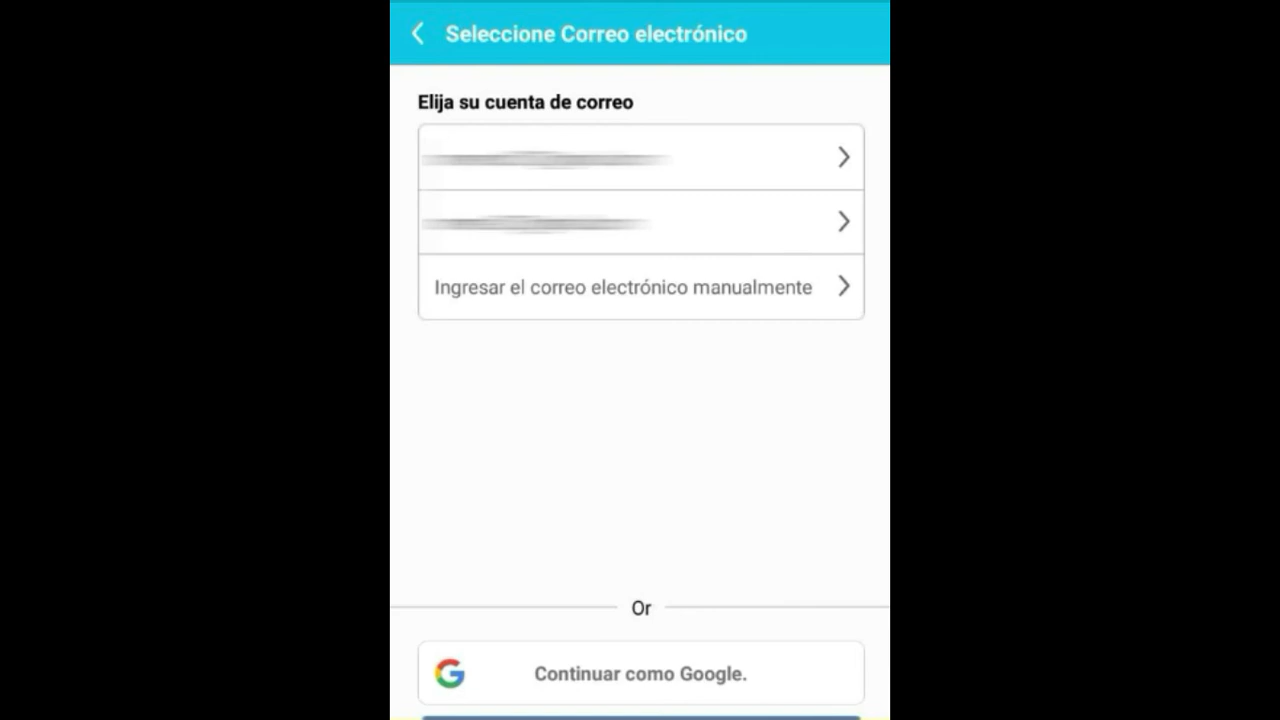 Seleccione Correo electrónico
Elija su cuenta de correo
Ingresar el correo electrónico manualmente
Or
Continuar como Google.